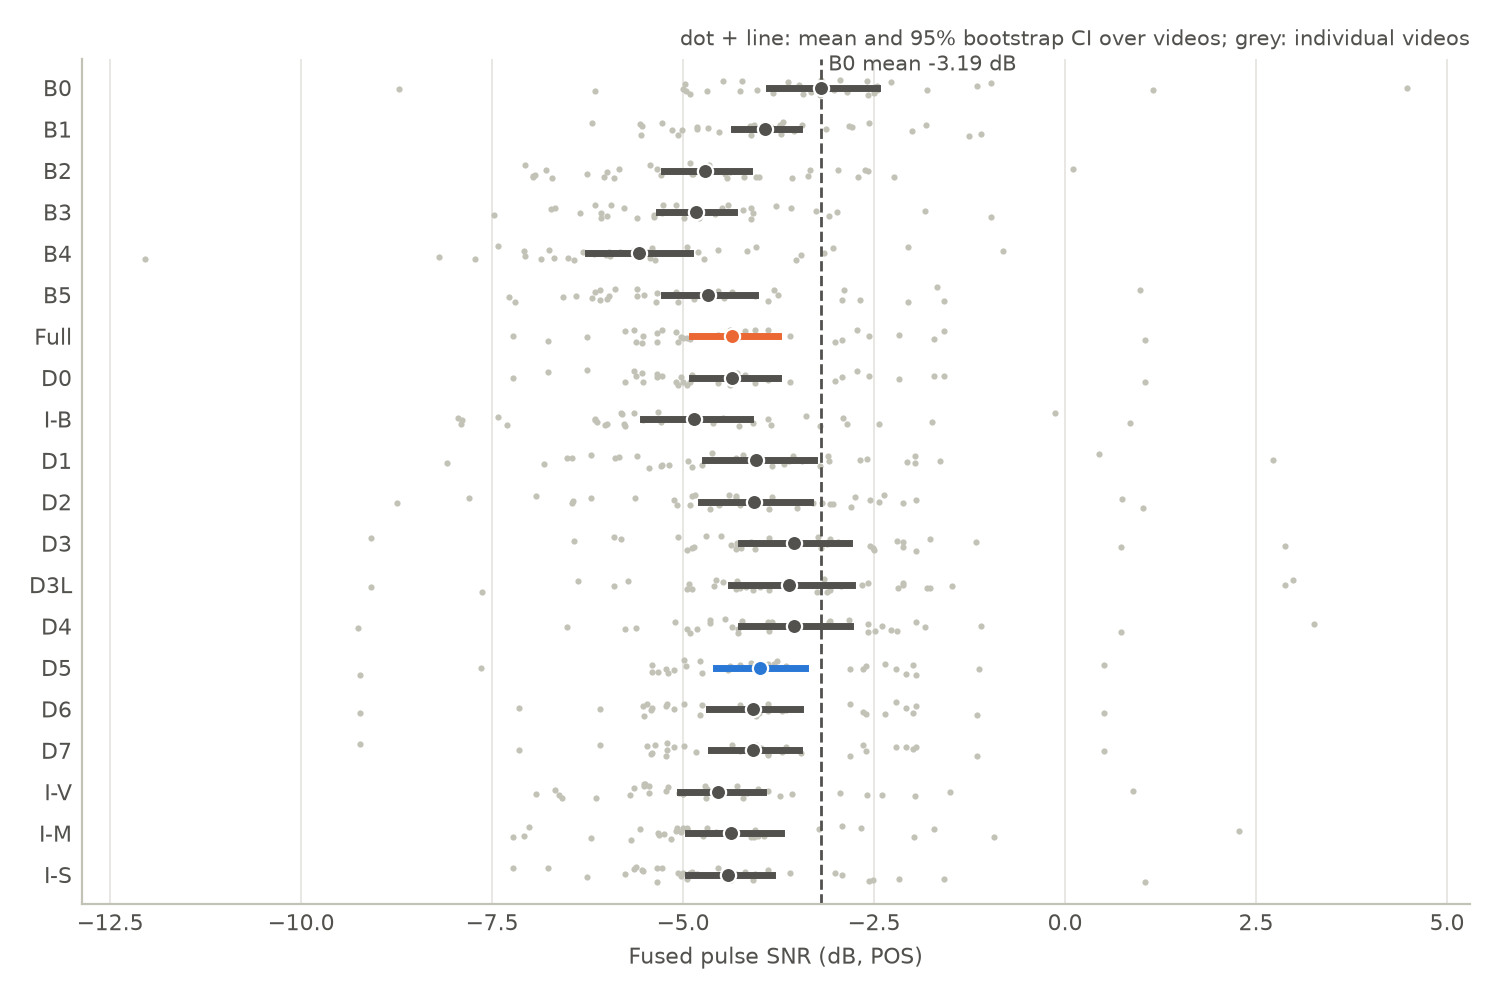 dot + line: mean and 95% bootstrap CI over videos; grey: individual videos
B0 mean -3.19 dB
B0
B1
B2
B3
B4
B5
Full
D0
I-B
D1
D2
D3
D3L
D4
D5
D6
D7
I-V
I-M
I-S
−12.5 −10.0 −7.5 −5.0 −2.5 0.0 2.5 5.0
Fused pulse SNR (dB, POS)